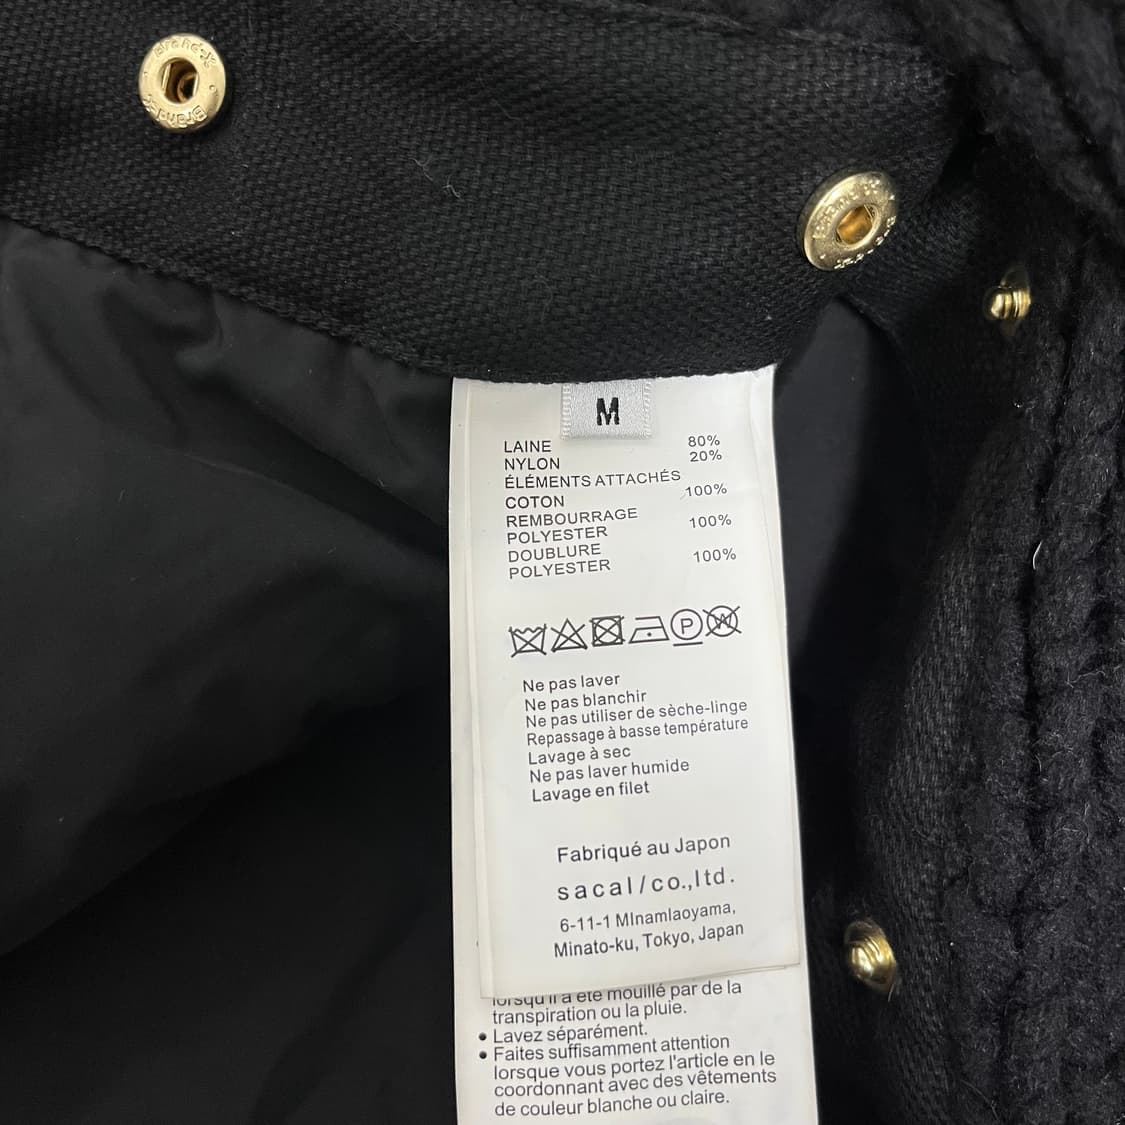 Brand-X
Brand-X
M
LAINE 80%
NYLON 20%
ÉLÉMENTS ATTACHÉS
COTON 100%
REMBOURRAGE
POLYESTER 100%
DOUBLURE
POLYESTER 100%
P
W
Ne pas laver
Ne pas blanchir
Ne pas utiliser de sèche-linge
Repassage à basse température
Lavage à sec
Ne pas laver humide
Lavage en filet
Fabriqué au Japon
sacal/co.,ltd.
6-11-1 MInamIaoyama,
Minato-ku, Tokyo, Japan
lorsqu'il a été mouillé par de la
transpiration ou la pluie.
• Lavez séparément.
• Faites suffisamment attention
lorsque vous portez l'article en le
coordonnant avec des vêtements
de couleur blanche ou claire.